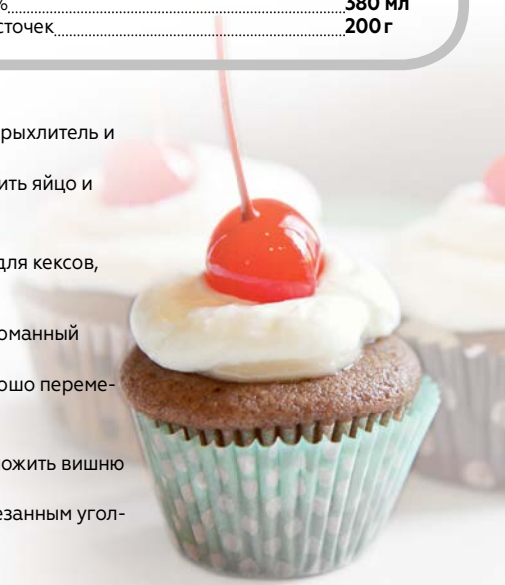 % 380 мл
сточек 200 г
рыхлитель и
ить яйцо и
для кексов,
оманный
ошо переме-
ожить вишню
езанным угол-